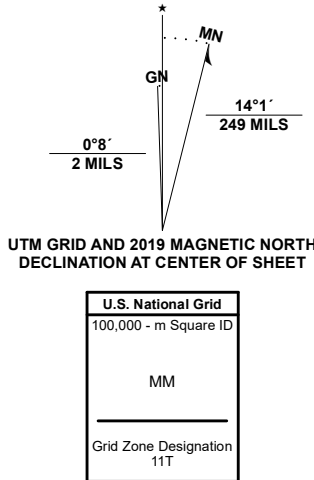 ★
MN
GN
0°8´
2 MILS
14°1´
249 MILS
UTM GRID AND 2019 MAGNETIC NORTH
DECLINATION AT CENTER OF SHEET
U.S. National Grid
100,000 - m Square ID
MM
Grid Zone Designation
11T